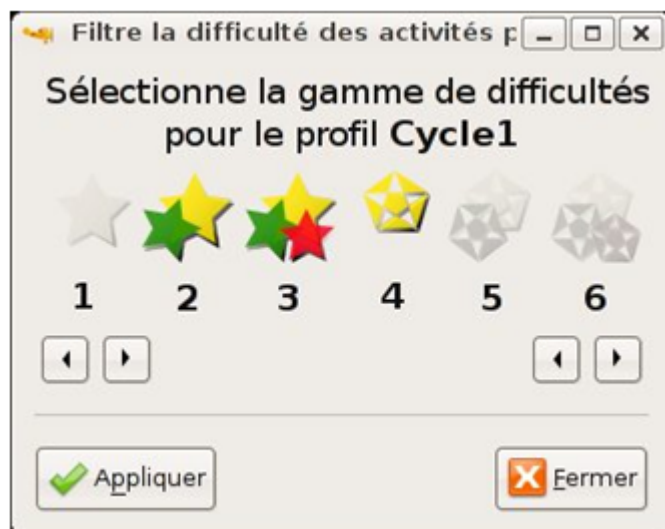 Filtre la difficulté des activités p
Sélectionne la gamme de difficultés
pour le profil Cycle1
1 2 3 4 5 6
Appliquer Fermer